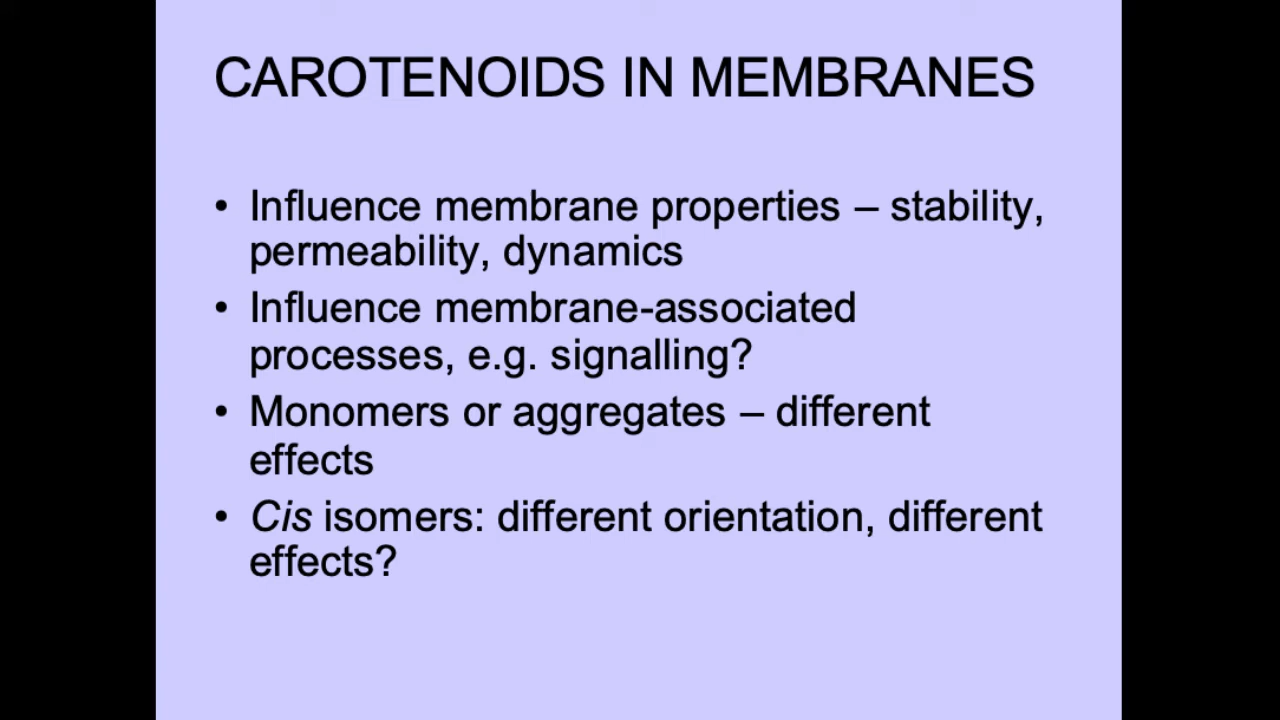 CAROTENOIDS IN MEMBRANES
• Influence membrane properties – stability,
permeability, dynamics
• Influence membrane-associated
processes, e.g. signalling?
• Monomers or aggregates – different
effects
• Cis isomers: different orientation, different
effects?